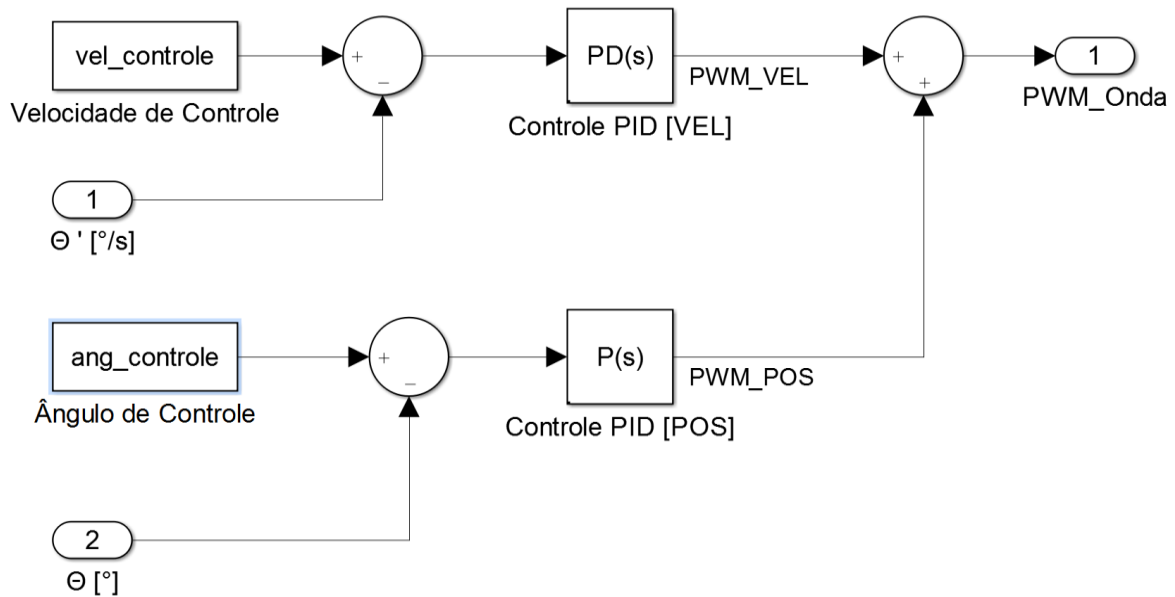 vel_controle
Velocidade de Controle
+
−
PD(s)
Controle PID [VEL]
PWM_VEL
+
+
1
PWM_Onda
1
Θ ' [°/s]
ang_controle
Ângulo de Controle
+
−
P(s)
Controle PID [POS]
PWM_POS
2
Θ [°]